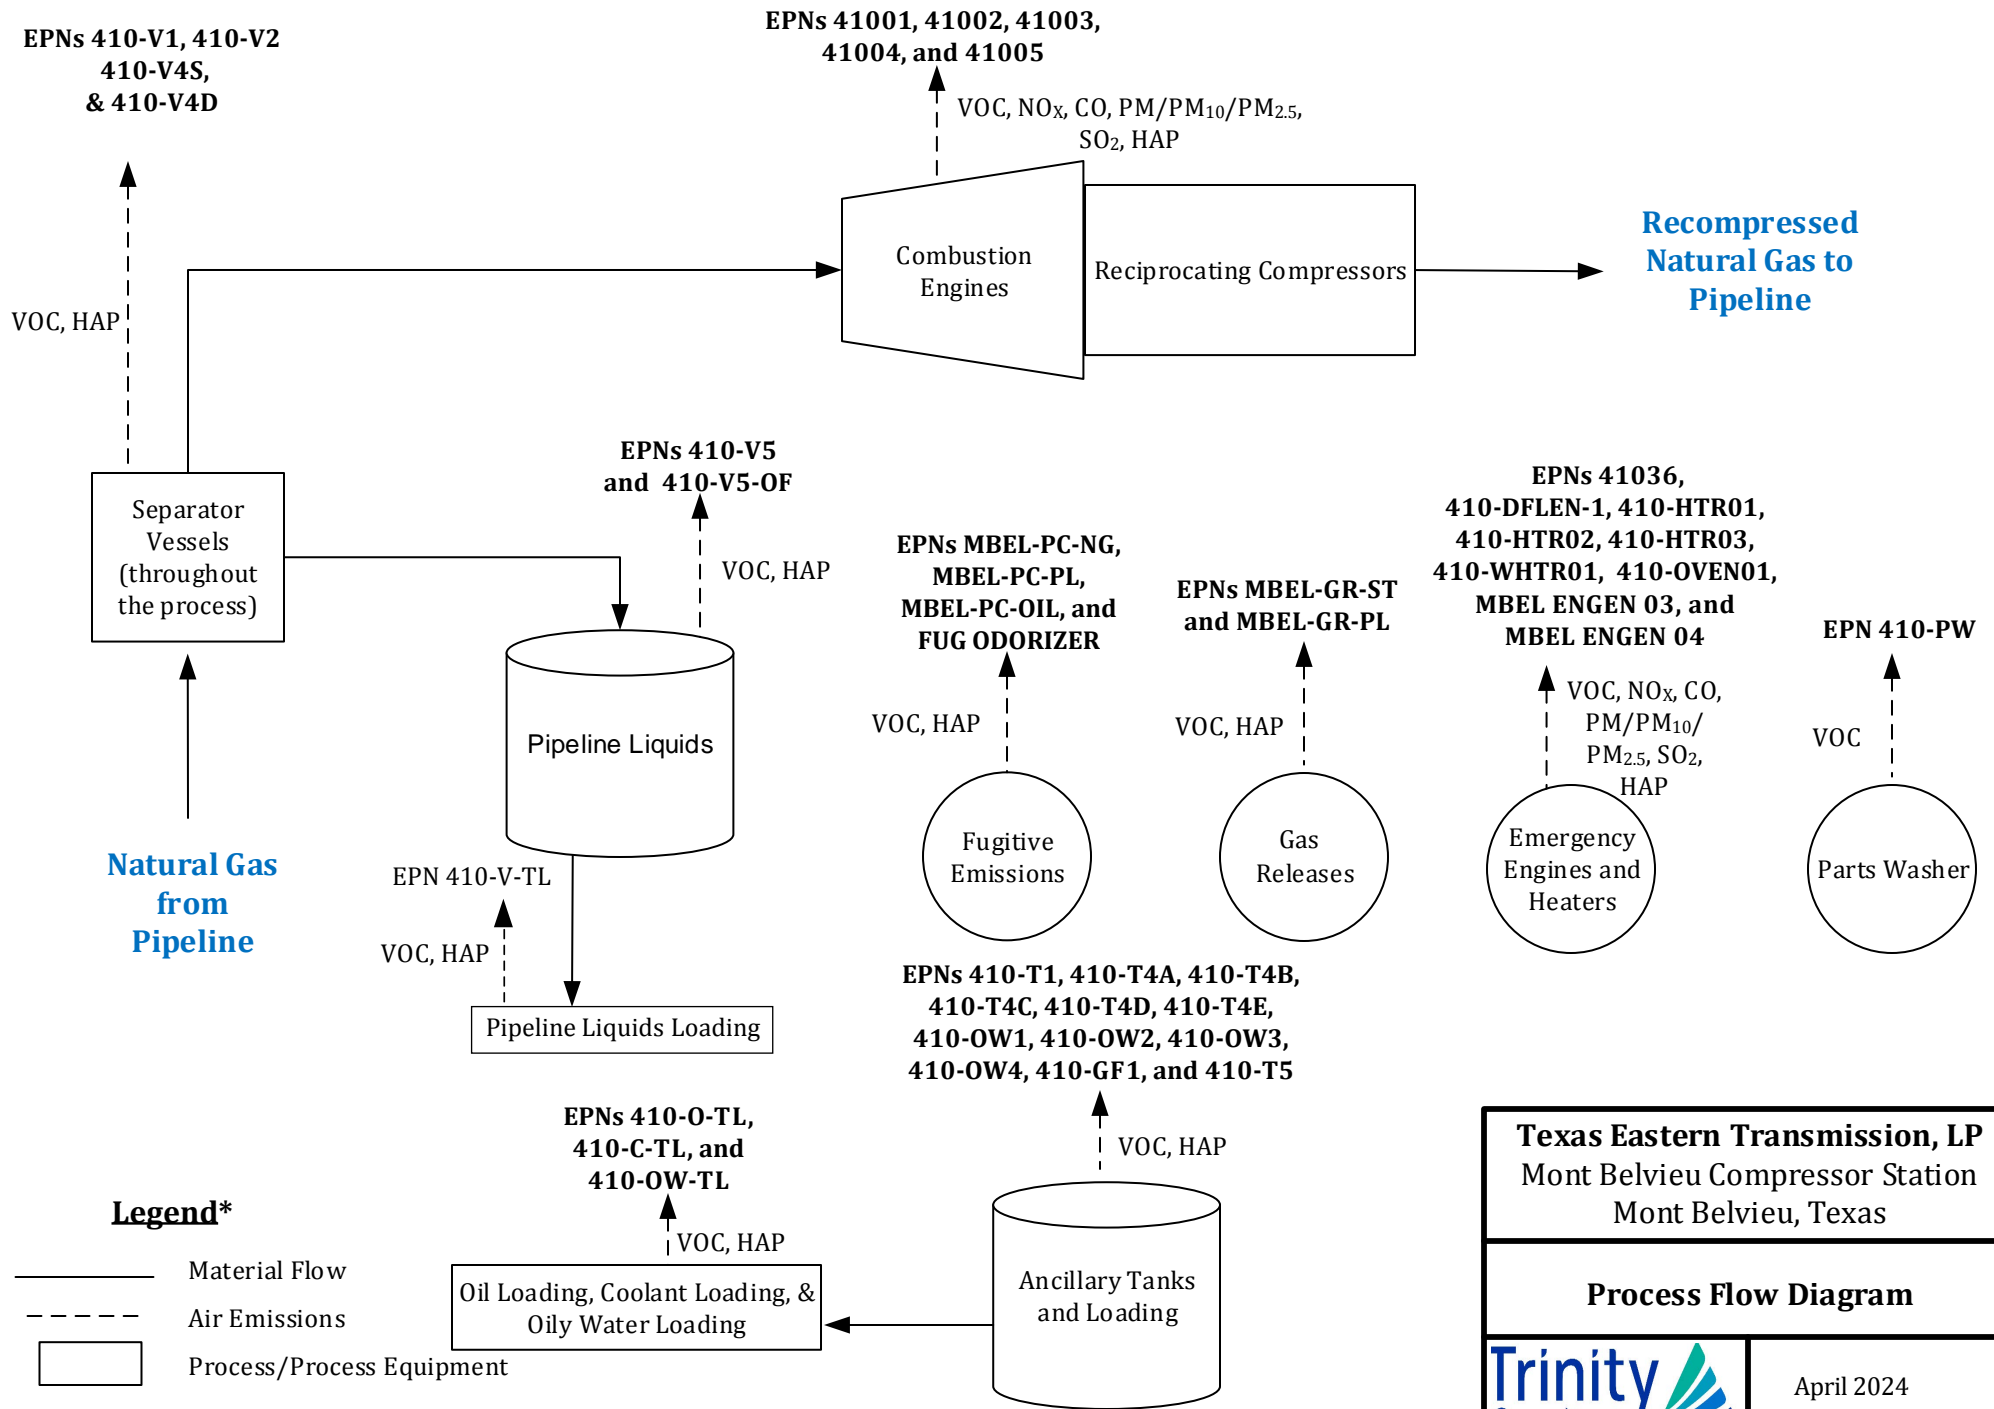 EPNs 410-V1, 410-V2
410-V4S,
& 410-V4D
EPNs 41001, 41002, 41003,
41004, and 41005
VOC, NOX, CO, PM/PM10/PM2.5,
SO2, HAP
VOC, HAP
Combustion
Engines
Reciprocating Compressors
Recompressed
Natural Gas to
Pipeline
Separator
Vessels
(throughout
the process)
EPNs 410-V5
and 410-V5-OF
VOC, HAP
Pipeline Liquids
Natural Gas
from
Pipeline
EPN 410-V-TL
VOC, HAP
Pipeline Liquids Loading
EPNs MBEL-PC-NG,
MBEL-PC-PL,
MBEL-PC-OIL, and
FUG ODORIZER
VOC, HAP
Fugitive
Emissions
EPNs MBEL-GR-ST
and MBEL-GR-PL
VOC, HAP
Gas
Releases
EPNs 41036,
410-DFLEN-1, 410-HTR01,
410-HTR02, 410-HTR03,
410-WHTR01, 410-OVEN01,
MBEL ENGEN 03, and
MBEL ENGEN 04
VOC, NOX, CO,
PM/PM10/
PM2.5, SO2,
HAP
Emergency
Engines and
Heaters
EPN 410-PW
VOC
Parts Washer
EPNs 410-T1, 410-T4A, 410-T4B,
410-T4C, 410-T4D, 410-T4E,
410-OW1, 410-OW2, 410-OW3,
410-OW4, 410-GF1, and 410-T5
VOC, HAP
Ancillary Tanks
and Loading
EPNs 410-O-TL,
410-C-TL, and
410-OW-TL
VOC, HAP
Oil Loading, Coolant Loading, &
Oily Water Loading
Legend*
Material Flow
Air Emissions
Process/Process Equipment
Texas Eastern Transmission, LP
Mont Belvieu Compressor Station
Mont Belvieu, Texas
Process Flow Diagram
Trinity
April 2024